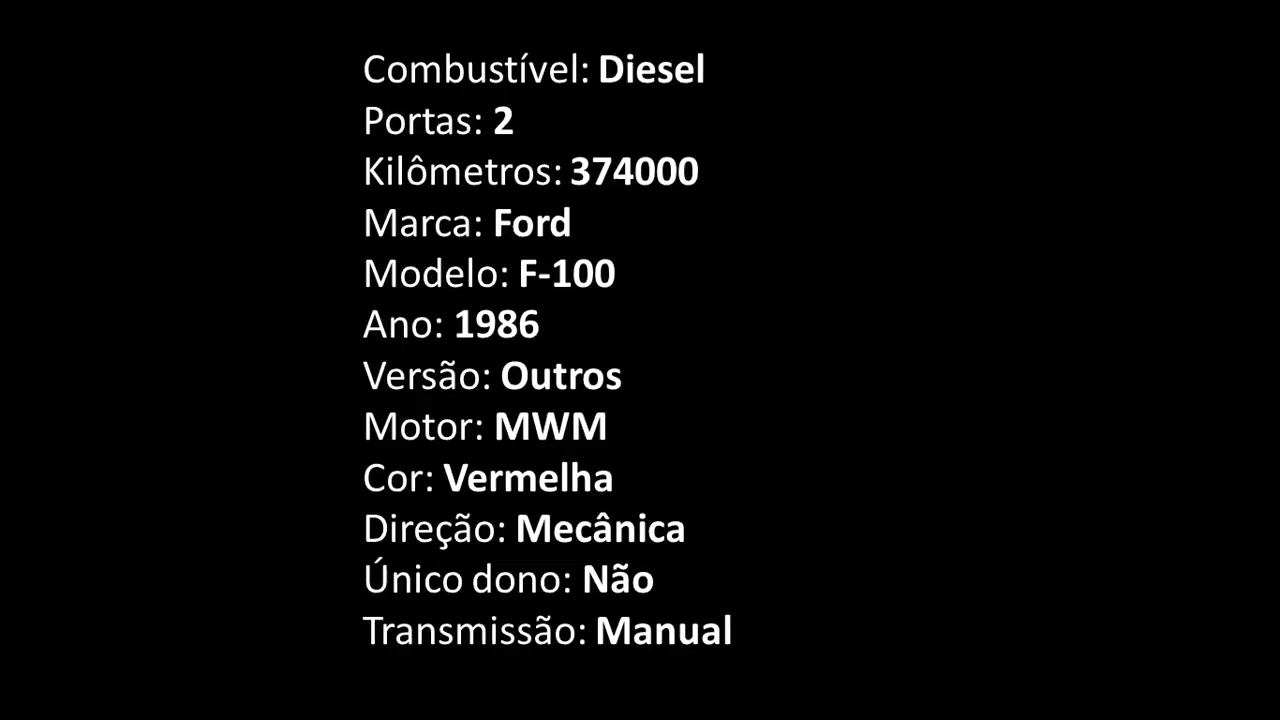 Combustível: Diesel
Portas: 2
Kilômetros: 374000
Marca: Ford
Modelo: F-100
Ano: 1986
Versão: Outros
Motor: MWM
Cor: Vermelha
Direção: Mecânica
Único dono: Não
Transmissão: Manual